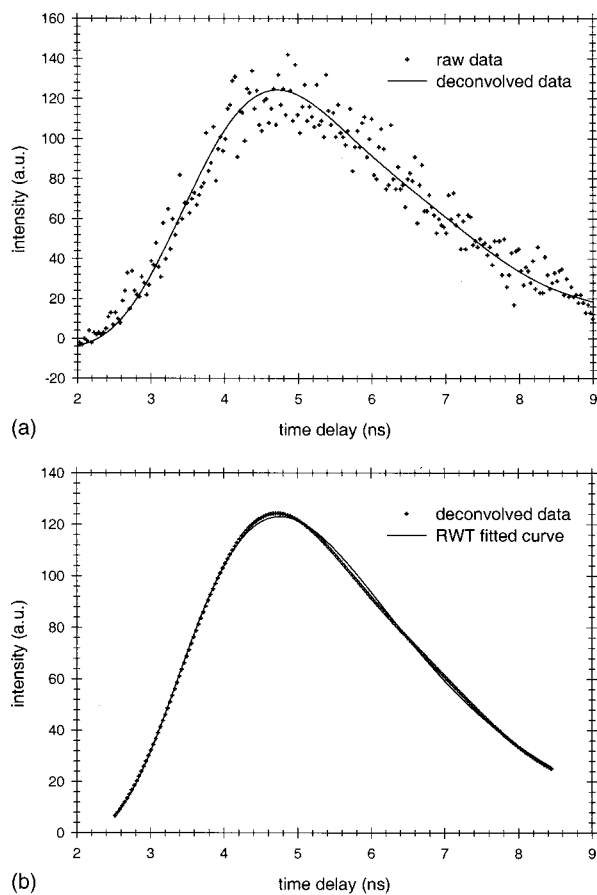 160
140
120
100
80
60
40
20
0
-20
intensity (a.u.)
raw data
deconvolved data
2 3 4 5 6 7 8 9
time delay (ns)
(a)
140
120
100
80
60
40
20
0
intensity (a.u.)
deconvolved data
RWT fitted curve
2 3 4 5 6 7 8 9
time delay (ns)
(b)